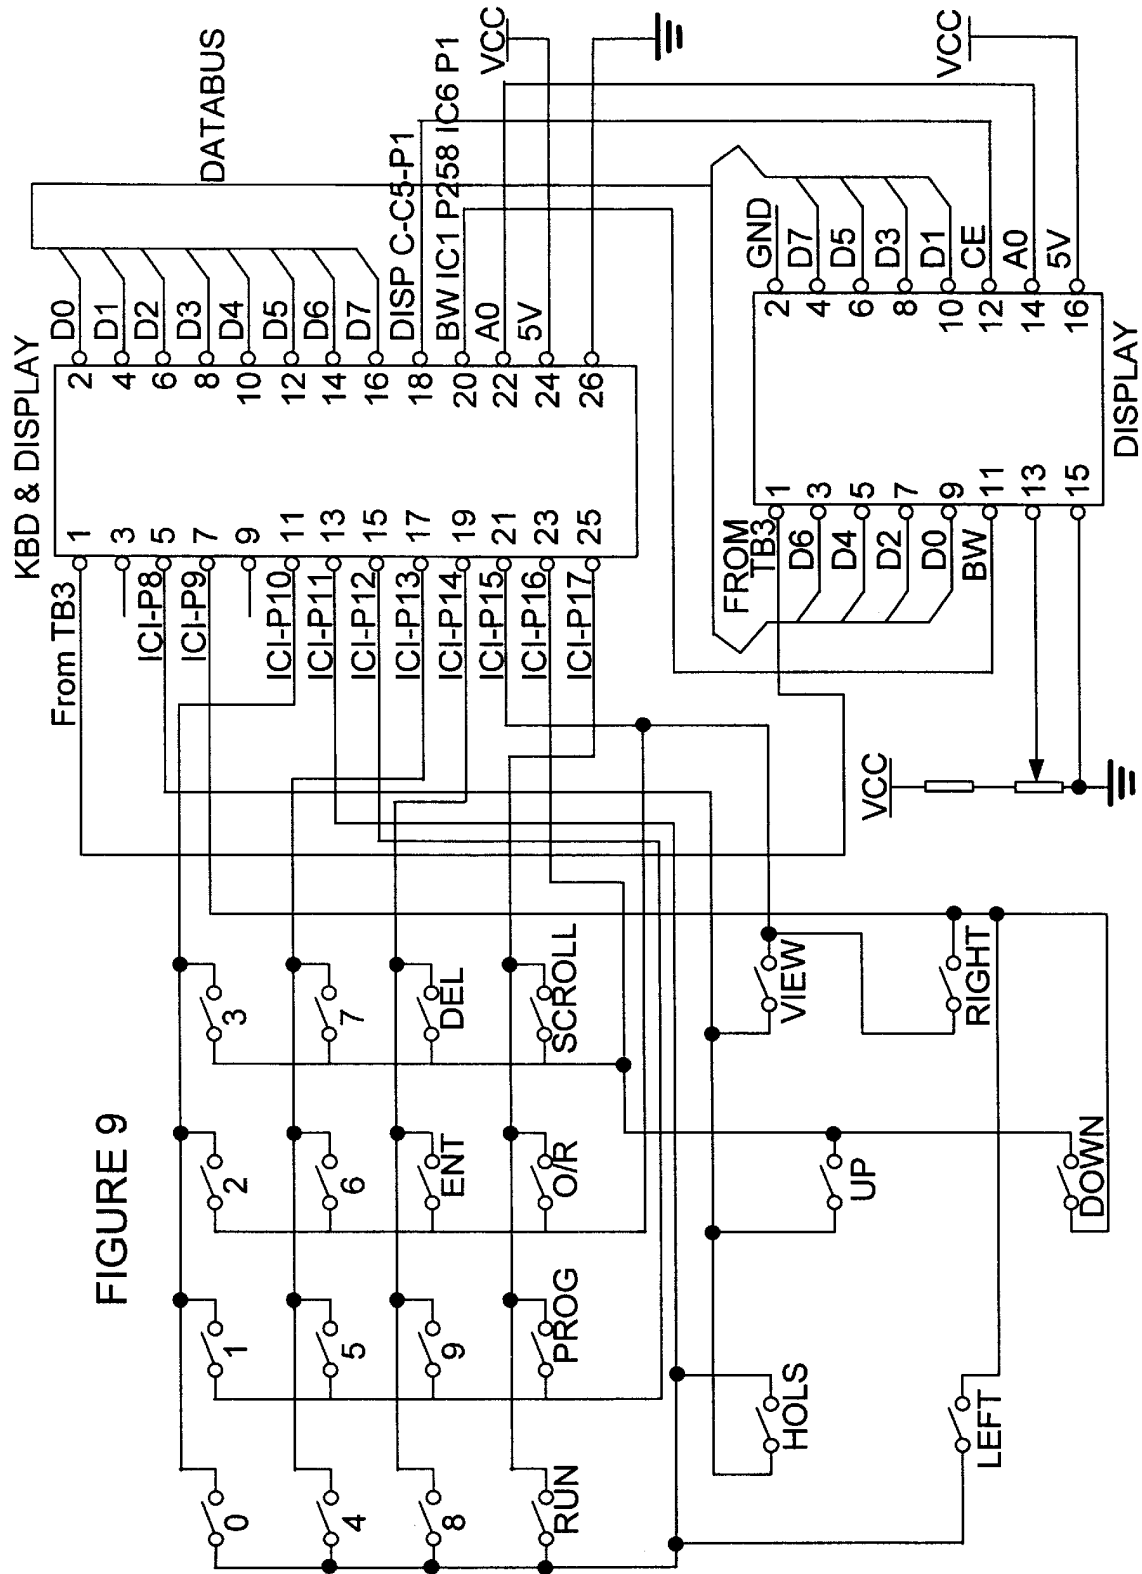 FIGURE 9
KBD & DISPLAY
From TB3
1
3
ICI-P8
5
ICI-P9
7
9
ICI-P10
11
ICI-P11
13
ICI-P12
15
ICI-P13
17
ICI-P14
19
ICI-P15
21
ICI-P16
23
ICI-P17
25
2
D0
4
D1
6
D2
8
D3
10
D4
12
D5
14
D6
16
D7
18
DISP C-C5-P1
20
BW IC1 P258 IC6 P1
22
A0
24
5V
26
DATABUS
VCC
0
1
2
3
4
5
6
7
8
9
ENT
DEL
RUN
PROG
O/R
SCROLL
HOLS
UP
VIEW
LEFT
DOWN
RIGHT
VCC
FROM
TB3
1
D6
3
D4
5
D2
7
D0
9
BW
11
13
15
2
GND
4
D7
6
D5
8
D3
10
D1
12
CE
14
A0
16
5V
VCC
DISPLAY